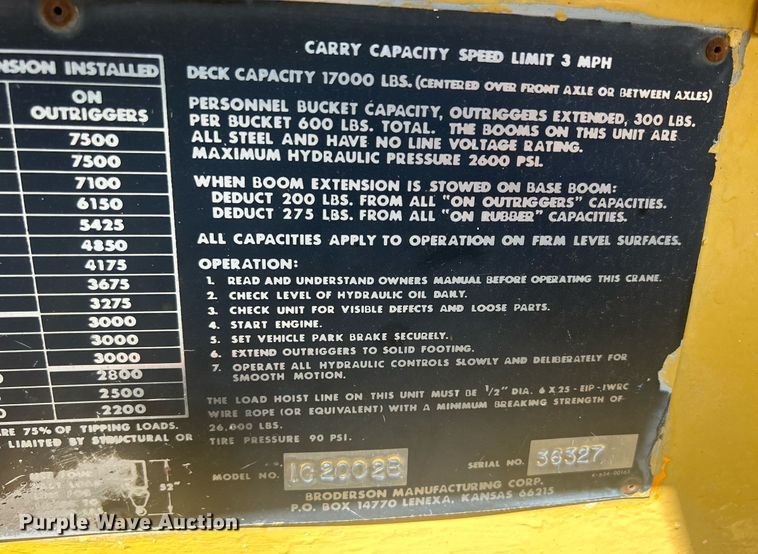 NSION INSTALLED
ON
OUTRIGGERS
7500
7500
7100
6150
5425
4850
4175
3675
3275
3000
3000
3000
2800
2500
2200
RE 75% OF TIPPING LOADS.
LIMITED BY STRUCTURAL OR
52"
CARRY CAPACITY SPEED LIMIT 3 MPH
DECK CAPACITY 17000 LBS. (CENTERED OVER FRONT AXLE OR BETWEEN AXLES)
PERSONNEL BUCKET CAPACITY, OUTRIGGERS EXTENDED, 300 LBS.
PER BUCKET 600 LBS. TOTAL. THE BOOMS ON THIS UNIT ARE
ALL STEEL AND HAVE NO LINE VOLTAGE RATING.
MAXIMUM HYDRAULIC PRESSURE 2600 PSI.
WHEN BOOM EXTENSION IS STOWED ON BASE BOOM:
DEDUCT 200 LBS. FROM ALL "ON OUTRIGGERS" CAPACITIES.
DEDUCT 275 LBS. FROM ALL "ON RUBBER" CAPACITIES.
ALL CAPACITIES APPLY TO OPERATION ON FIRM LEVEL SURFACES.
OPERATION:
1. READ AND UNDERSTAND OWNERS MANUAL BEFORE OPERATING THIS CRANE.
2. CHECK LEVEL OF HYDRAULIC OIL DAILY.
3. CHECK UNIT FOR VISIBLE DEFECTS AND LOOSE PARTS.
4. START ENGINE.
5. SET VEHICLE PARK BRAKE SECURELY.
6. EXTEND OUTRIGGERS TO SOLID FOOTING.
7. OPERATE ALL HYDRAULIC CONTROLS SLOWLY AND DELIBERATELY FOR
SMOOTH MOTION.
THE LOAD HOIST LINE ON THIS UNIT MUST BE 1/2" DIA. 6 X 25 - EIP - IWRC
WIRE ROPE (OR EQUIVALENT) WITH A MINIMUM BREAKING STRENGTH OF
26,800 LBS.
TIRE PRESSURE 90 PSI.
MODEL NO. IC2002B
SERIAL NO. 36327
BRODERSON MANUFACTURING CORP.
P.O. BOX 14770 LENEXA, KANSAS 66215
Purple Wave Auction